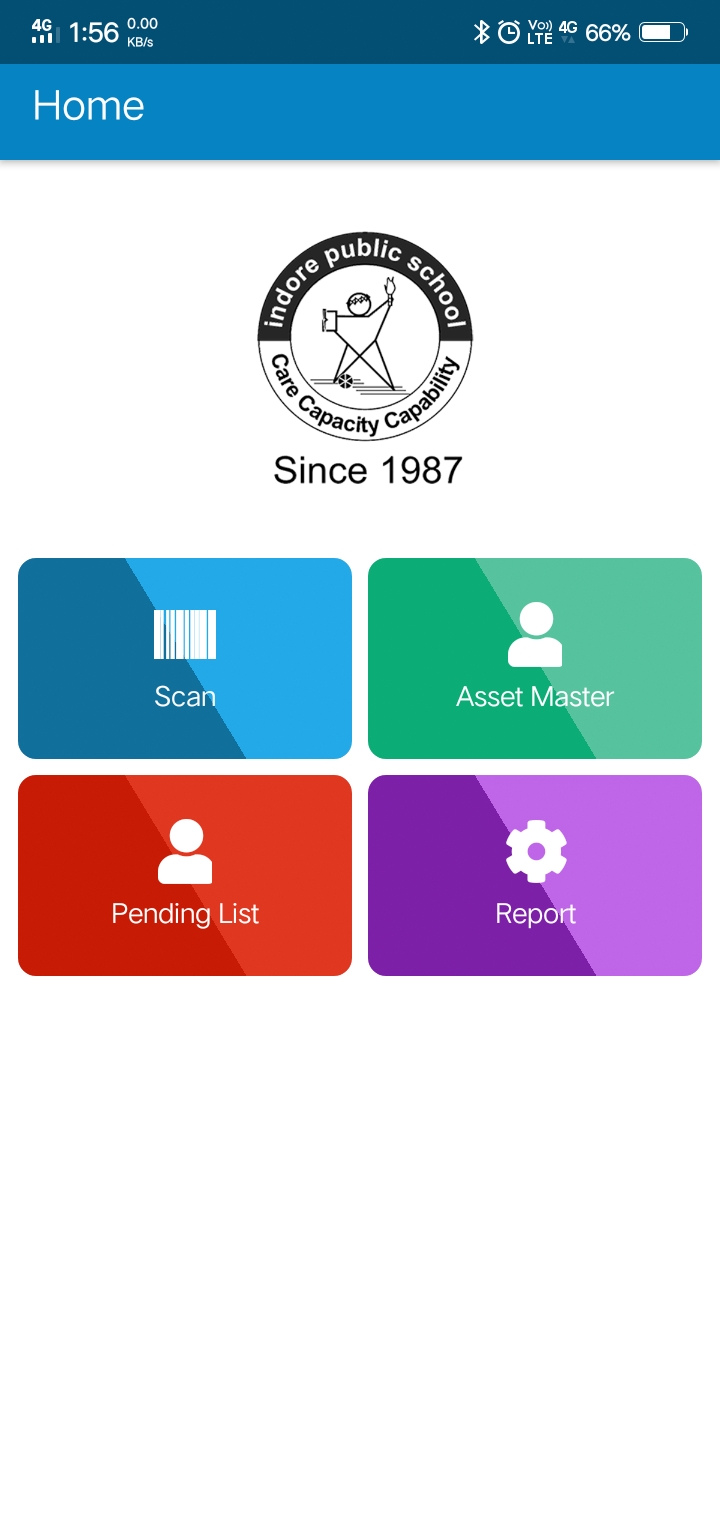 4G 1:56 0.00 KB/s Vo)) LTE 4G 66%
Home
indore public school
Care Capacity Capability
Since 1987
Scan
Asset Master
Pending List
Report